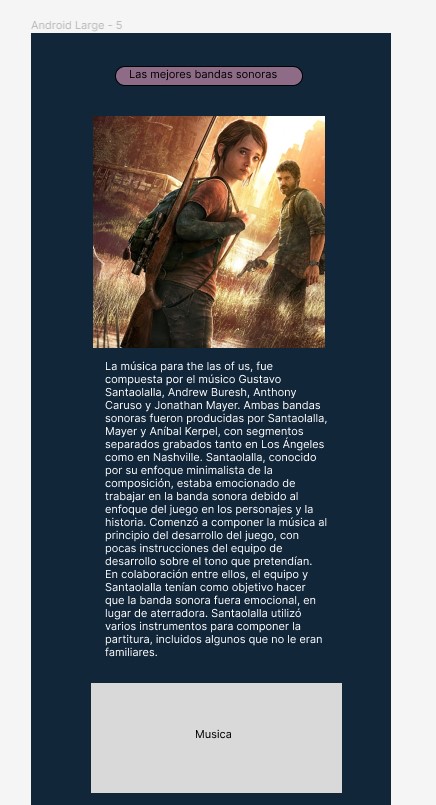 Android Large - 5
Las mejores bandas sonoras
La música para the las of us, fue
compuesta por el músico Gustavo
Santaolalla, Andrew Buresh, Anthony
Caruso y Jonathan Mayer. Ambas bandas
sonoras fueron producidas por Santaolalla,
Mayer y Aníbal Kerpel, con segmentos
separados grabados tanto en Los Ángeles
como en Nashville. Santaolalla, conocido
por su enfoque minimalista de la
composición, estaba emocionado de
trabajar en la banda sonora debido al
enfoque del juego en los personajes y la
historia. Comenzó a componer la música al
principio del desarrollo del juego, con
pocas instrucciones del equipo de
desarrollo sobre el tono que pretendían.
En colaboración entre ellos, el equipo y
Santaolalla tenían como objetivo hacer
que la banda sonora fuera emocional, en
lugar de aterradora. Santaolalla utilizó
varios instrumentos para componer la
partitura, incluidos algunos que no le eran
familiares.
Musica